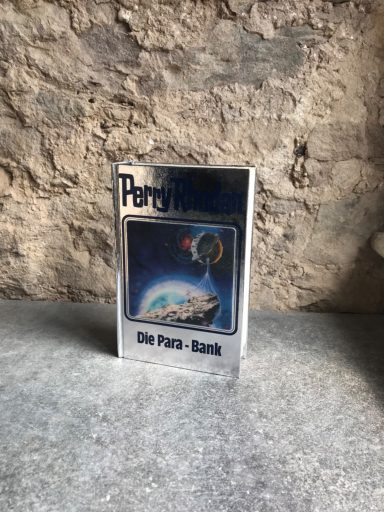 Perry Rhodan
Die Para - Bank